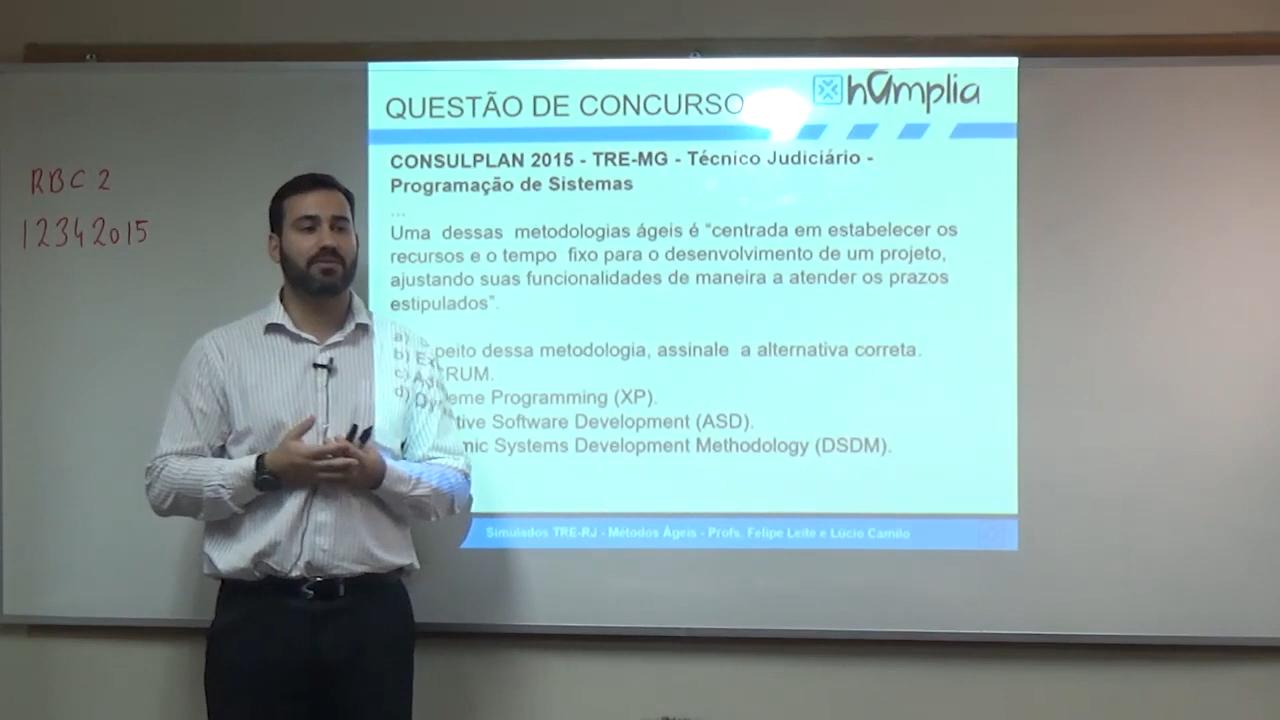 RBC 2
12342015
QUESTÃO DE CONCURSO
hamplia
CONSULPLAN 2015 - TRE-MG - Técnico Judiciário -
Programação de Sistemas
...
Uma dessas metodologias ágeis é “centrada em estabelecer os
recursos e o tempo fixo para o desenvolvimento de um projeto,
ajustando suas funcionalidades de maneira a atender os prazos
estipulados”.
peito dessa metodologia, assinale a alternativa correta.
a)
RUM.
b)
eme Programming (XP).
c)
tive Software Development (ASD).
d)
mic Systems Development Methodology (DSDM).
Simulados TRE-RJ - Métodos Ágeis - Profs. Felipe Leite e Lúcio Camilo